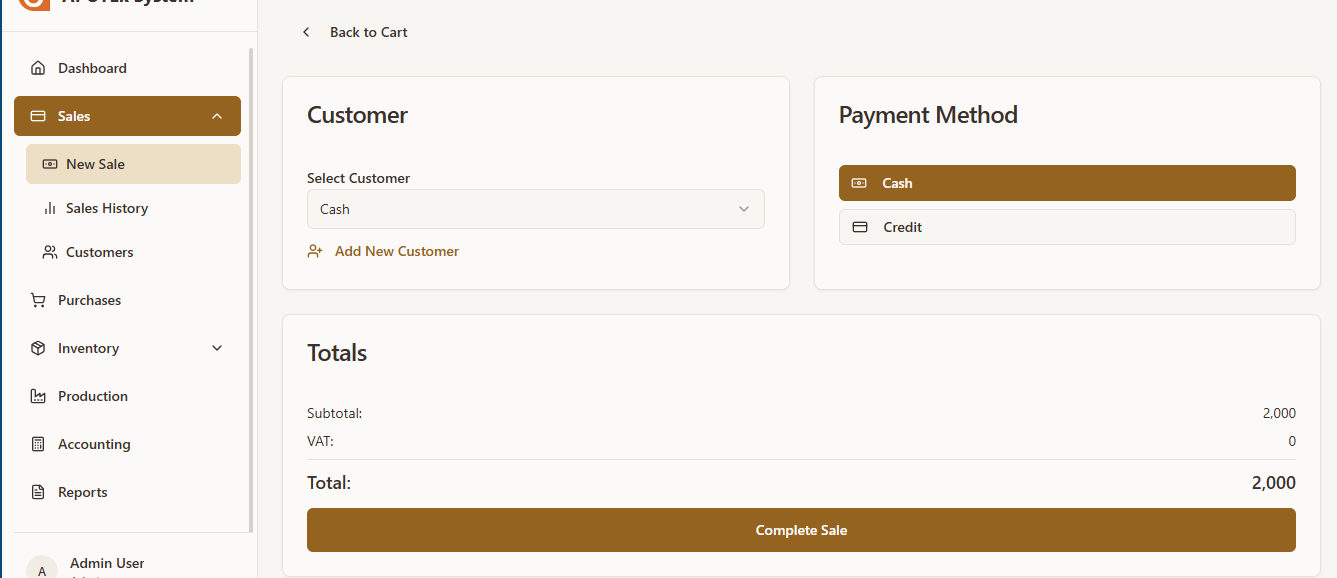 Dashboard
Sales
New Sale
Sales History
Customers
Purchases
Inventory
Production
Accounting
Reports
Admin User
A
Back to Cart
Customer
Select Customer
Cash
Add New Customer
Payment Method
Cash
Credit
Totals
Subtotal: 2,000
VAT: 0
Total: 2,000
Complete Sale